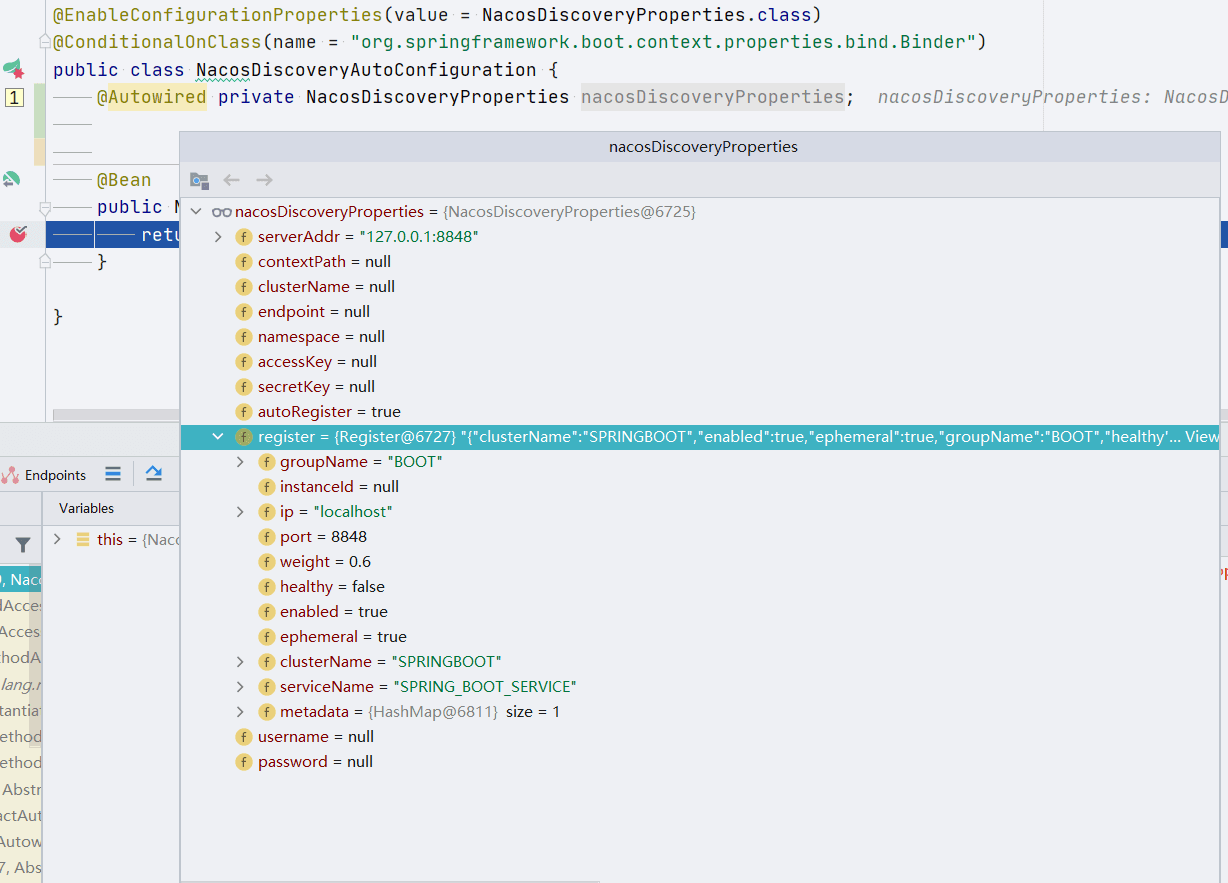 @EnableConfigurationProperties(value = NacosDiscoveryProperties.class)
@ConditionalOnClass(name = "org.springframework.boot.context.properties.bind.Binder")
public class NacosDiscoveryAutoConfiguration {
1
@Autowired private NacosDiscoveryProperties nacosDiscoveryProperties; nacosDiscoveryProperties: NacosD
nacosDiscoveryProperties
@Bean
public N
retu
}
}
nacosDiscoveryProperties = {NacosDiscoveryProperties@6725}
serverAddr = "127.0.0.1:8848"
contextPath = null
clusterName = null
endpoint = null
namespace = null
accessKey = null
secretKey = null
autoRegister = true
register = {Register@6727} "{"clusterName":"SPRINGBOOT","enabled":true,"ephemeral":true,"groupName":"BOOT","healthy"... View
groupName = "BOOT"
instanceId = null
ip = "localhost"
port = 8848
weight = 0.6
healthy = false
enabled = true
ephemeral = true
clusterName = "SPRINGBOOT"
serviceName = "SPRING_BOOT_SERVICE"
metadata = {HashMap@6811} size = 1
username = null
password = null
Endpoints
Variables
this = {Naco
, Naco
dAcces
Acces
thodA
lang.r
tantia
ethod
ethod
Abstr
actAut
Autow
7, Abs